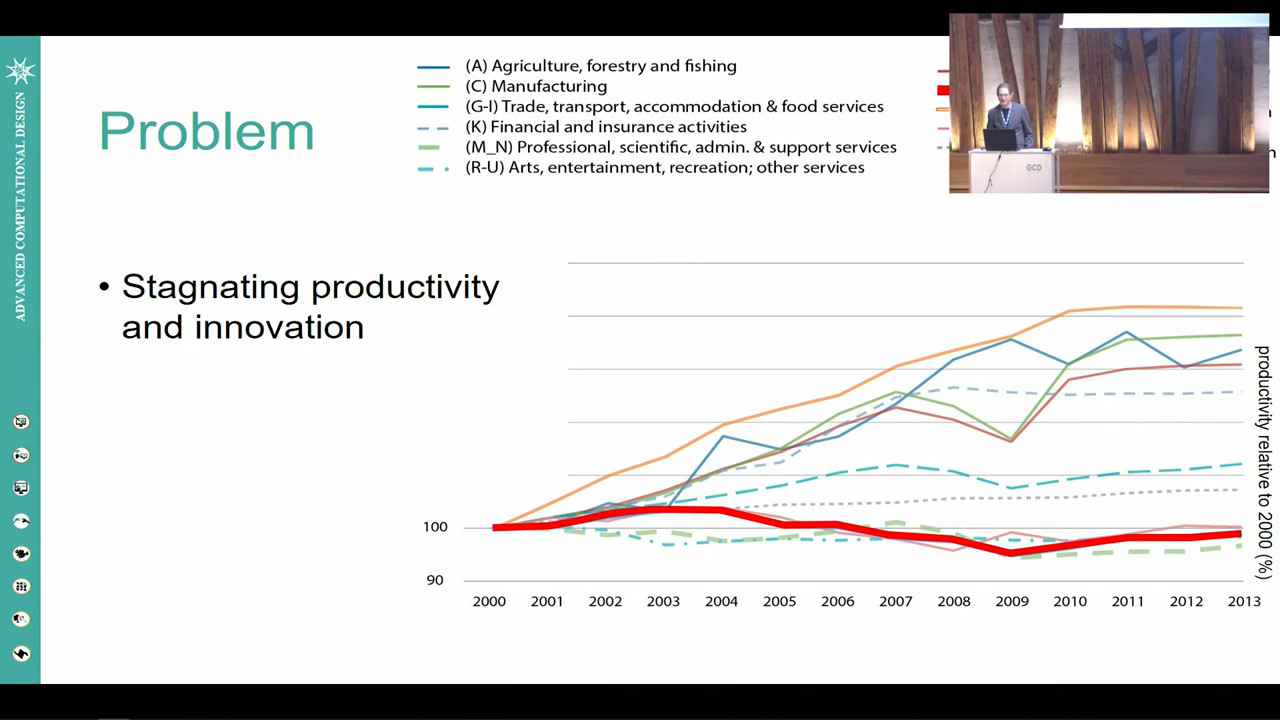 ADVANCED COMPUTATIONAL DESIGN
Problem
(A) Agriculture, forestry and fishing
(C) Manufacturing
(G-I) Trade, transport, accommodation & food services
(K) Financial and insurance activities
(M_N) Professional, scientific, admin. & support services
(R-U) Arts, entertainment, recreation; other services
GCD
• Stagnating productivity
and innovation
productivity relative to 2000 (%)
100
90
2000 2001 2002 2003 2004 2005 2006 2007 2008 2009 2010 2011 2012 2013